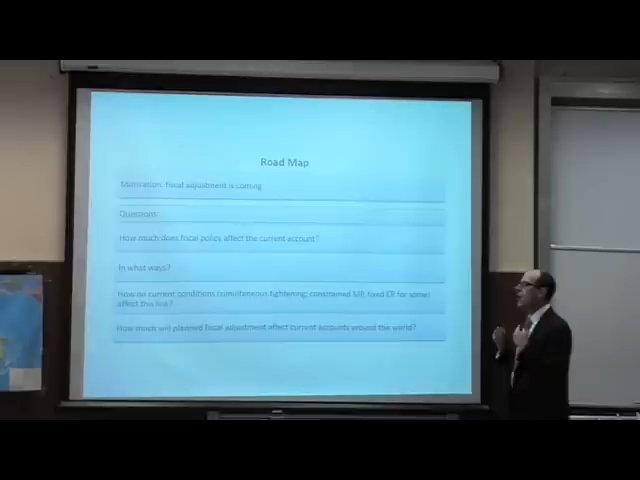 Road Map
Motivation: fiscal adjustment is coming
Questions:
How much does fiscal policy affect the current account?
In what ways?
How do current conditions (simultaneous tightening; constrained MP, fixed ER for some)
affect this link?
How much will planned fiscal adjustment affect current accounts around the world?